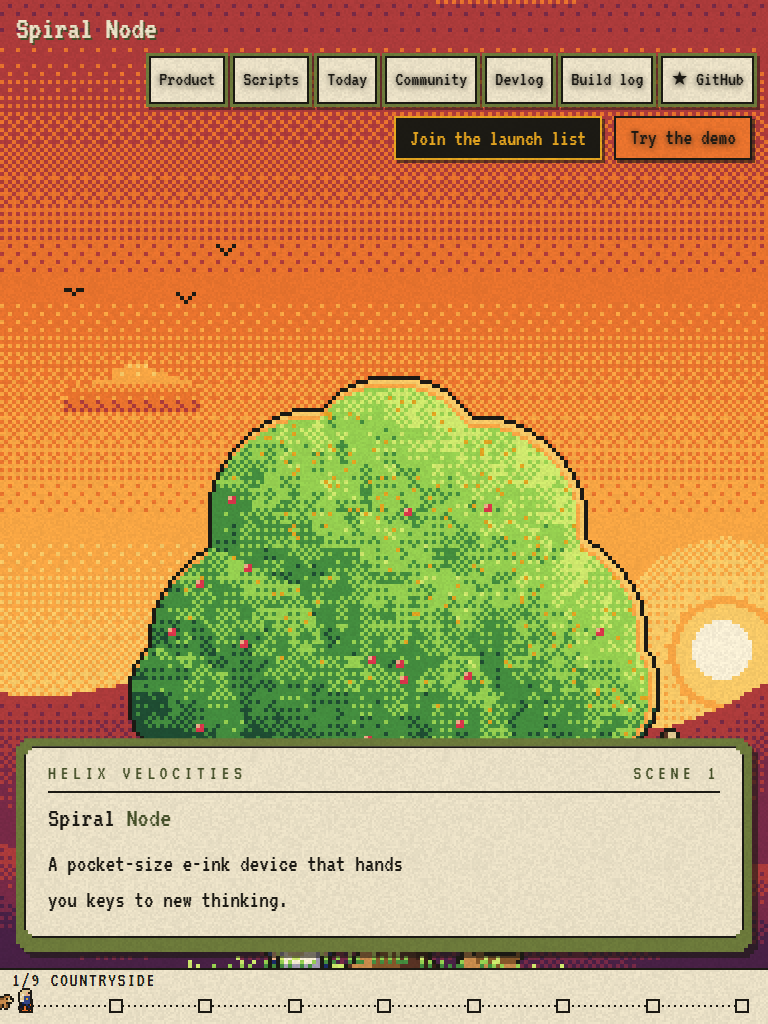 Spiral Node
Product Scripts Today Community Devlog Build log ★ GitHub
Join the launch list Try the demo
HELIX VELOCITIES SCENE 1
Spiral Node
A pocket-size e-ink device that hands
you keys to new thinking.
1/9 COUNTRYSIDE